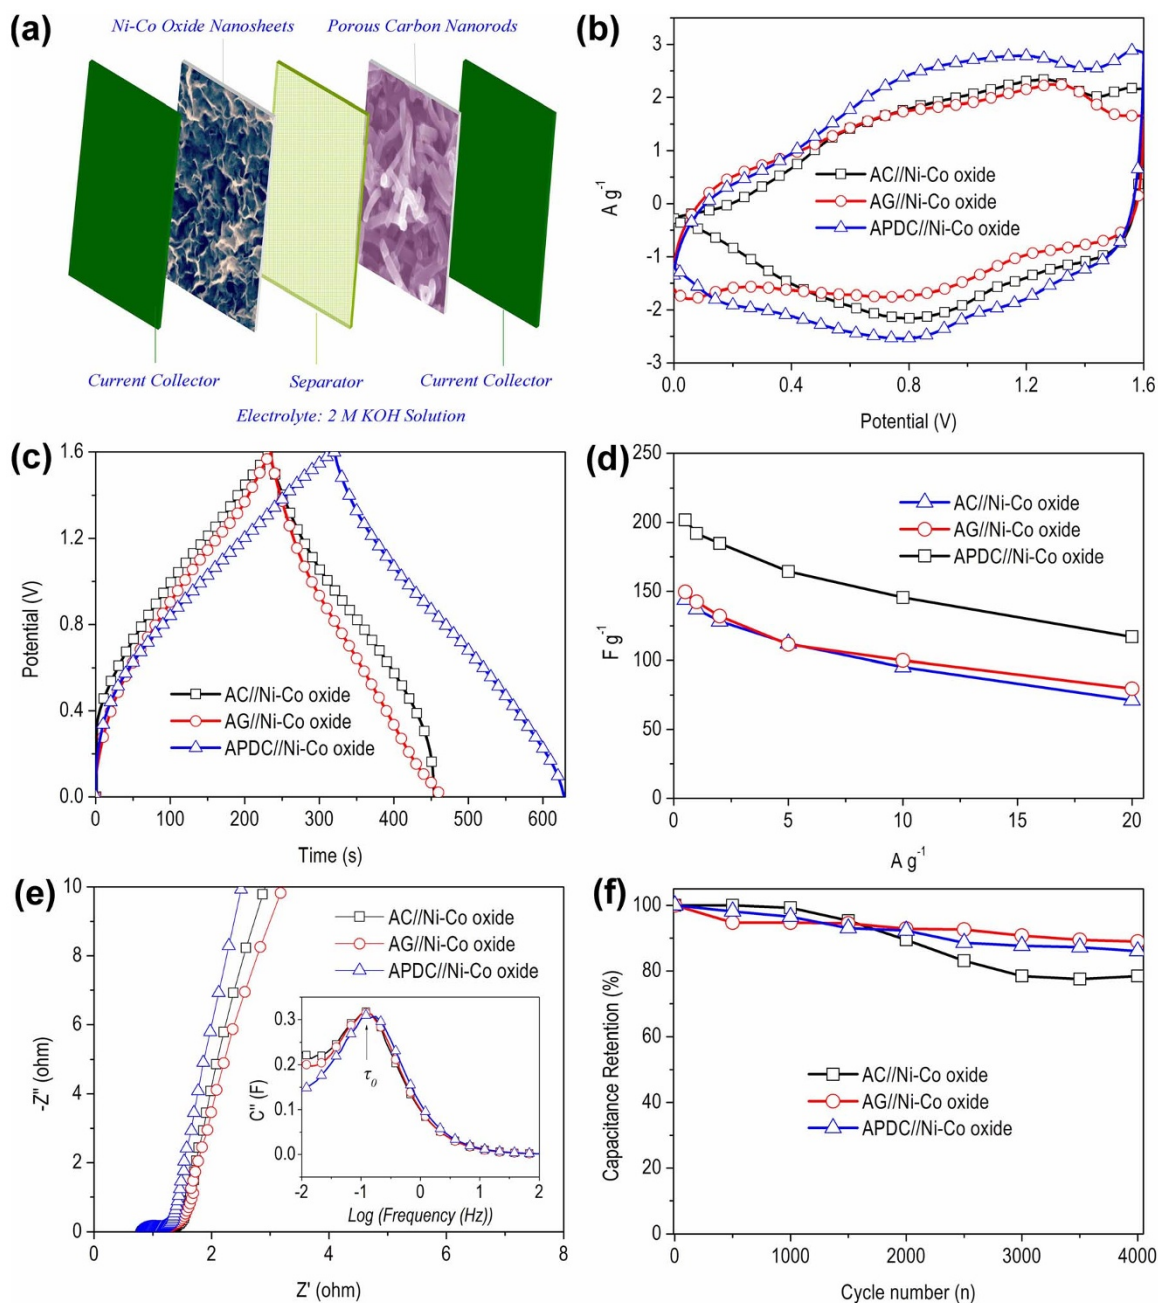 (a)
Ni-Co Oxide Nanosheets
Porous Carbon Nanorods
Current Collector
Separator
Current Collector
Electrolyte: 2 M KOH Solution
(b)
3
2
1
0
-1
-2
-3
A g⁻¹
AC//Ni-Co oxide
AG//Ni-Co oxide
APDC//Ni-Co oxide
0.0 0.4 0.8 1.2 1.6
Potential (V)
(c)
1.6
1.2
0.8
0.4
0.0
Potential (V)
AC//Ni-Co oxide
AG//Ni-Co oxide
APDC//Ni-Co oxide
0 100 200 300 400 500 600
Time (s)
(d)
250
200
150
100
50
0
F g⁻¹
AC//Ni-Co oxide
AG//Ni-Co oxide
APDC//Ni-Co oxide
0 5 10 15 20
A g⁻¹
(e)
10
8
6
4
2
0
-Z" (ohm)
AC//Ni-Co oxide
AG//Ni-Co oxide
APDC//Ni-Co oxide
0.3
0.2
0.1
0.0
C" (F)
τ₀
-2 -1 0 1 2
Log (Frequency (Hz))
0 2 4 6 8
Z' (ohm)
(f)
100
80
60
40
20
0
Capacitance Retention (%)
AC//Ni-Co oxide
AG//Ni-Co oxide
APDC//Ni-Co oxide
0 1000 2000 3000 4000
Cycle number (n)